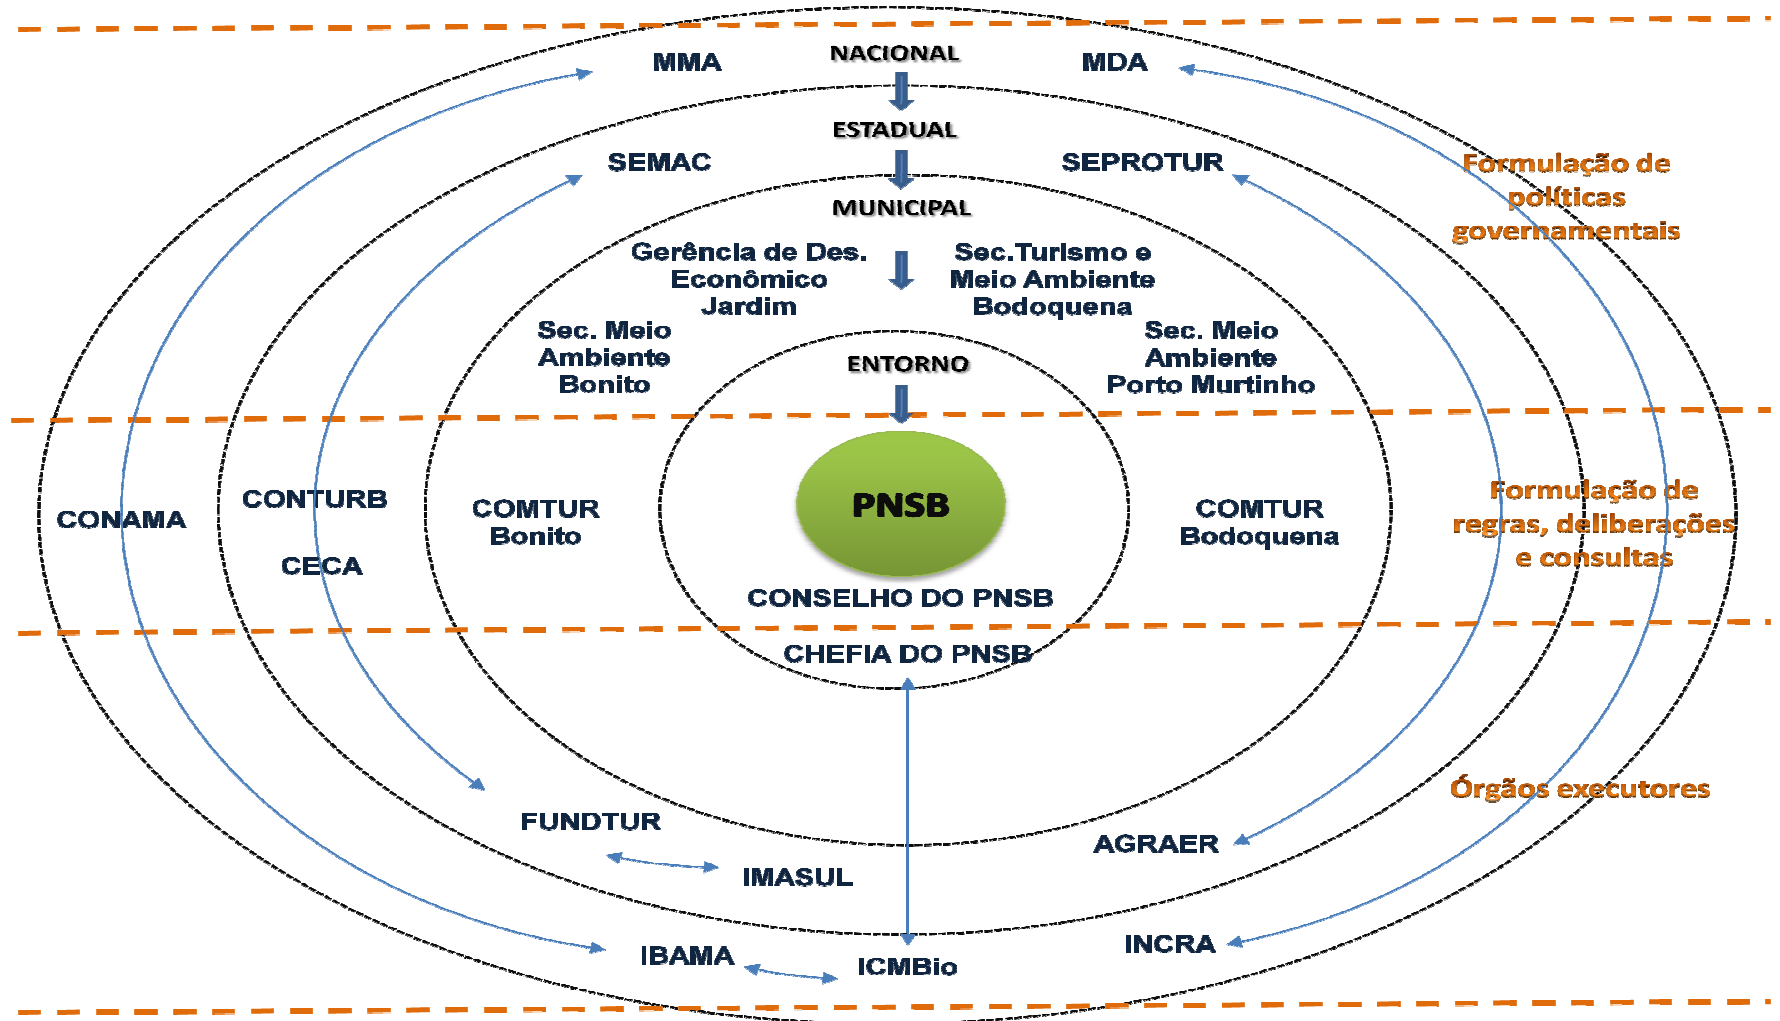 NACIONAL
MMA
MDA
ESTADUAL
SEMAC
SEPROTUR
Formulação de
políticas
governamentais
MUNICIPAL
Gerência de Des.
Econômico
Jardim
Sec.Turismo e
Meio Ambiente
Bodoquena
Sec. Meio
Ambiente
Bonito
Sec. Meio
Ambiente
Porto Murtinho
ENTORNO
CONAMA
CONTURB
CECA
COMTUR
Bonito
PNSB
COMTUR
Bodoquena
Formulação de
regras, deliberações
e consultas
CONSELHO DO PNSB
CHEFIA DO PNSB
Órgãos executores
FUNDTUR
AGRAER
IMASUL
IBAMA
ICMBio
INCRA